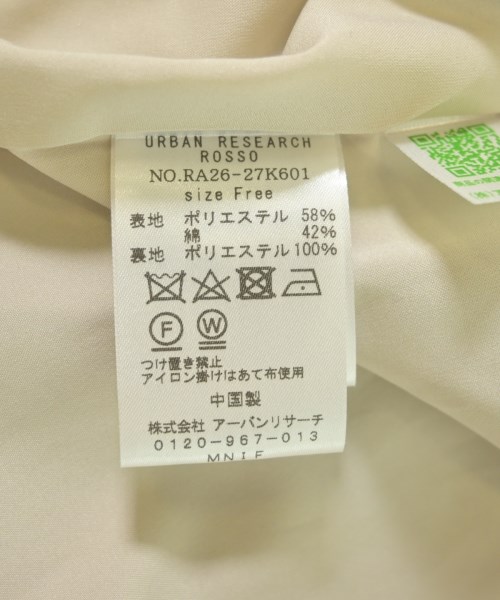 URBAN RESEARCH
ROSSO
NO.RA26-27K601
size Free
表地 ポリエステル 58%
綿 42%
裏地 ポリエステル 100%
F W
つけ置き禁止
アイロン掛けはあて布使用
中国製
株式会社 アーバンリサーチ
0120-967-013